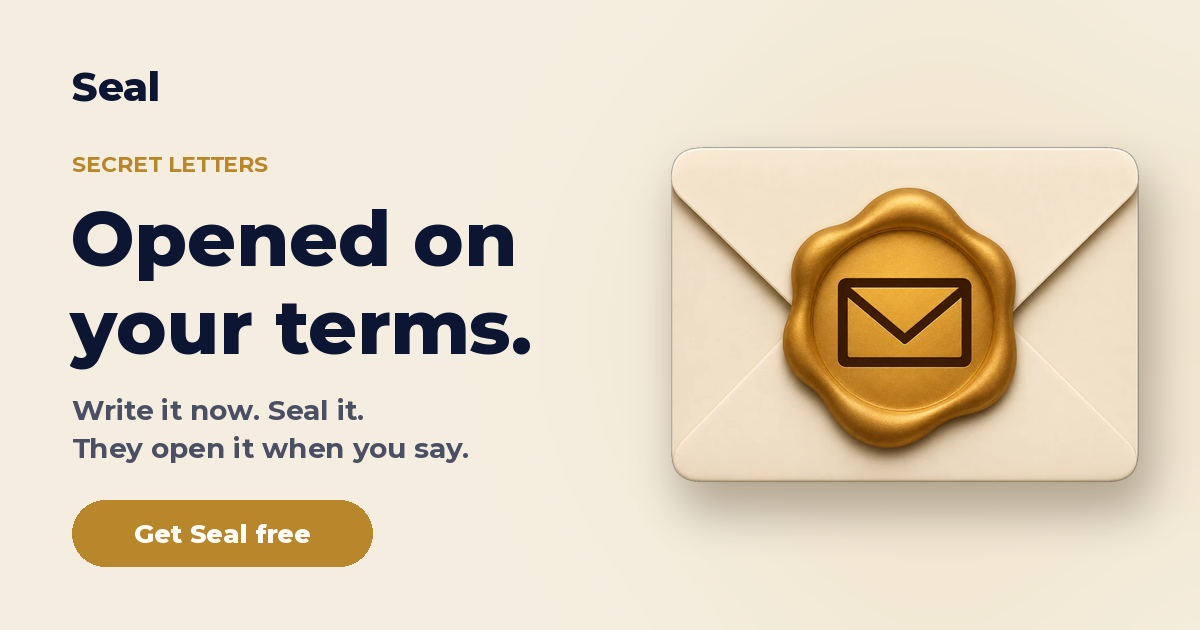 Seal
SECRET LETTERS
Opened on
your terms.
Write it now. Seal it.
They open it when you say.
Get Seal free